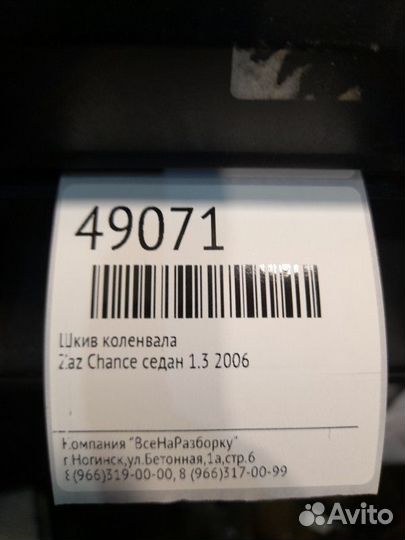 49071
Шкив коленвала
Zaz Chance седан 1.3 2006
Компания "ВсеНаРазборку"
г.Ногинск,ул.Бетонная,1а,стр.6
8(966)319-00-00, 8 (966)317-00-99
Avito